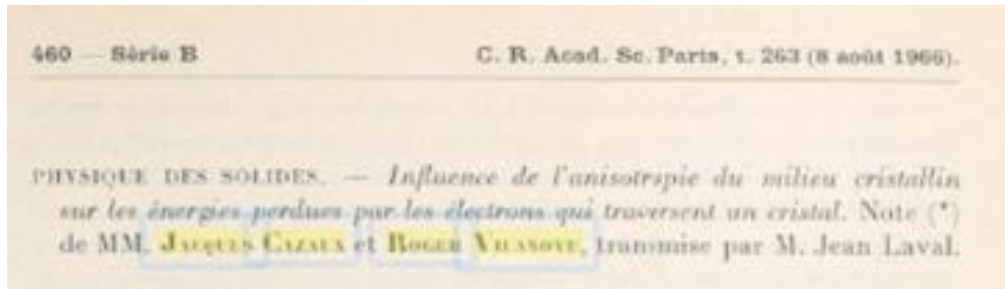 460 — Série B C. R. Acad. Sc. Paris, t. 263 (8 août 1966).
PHYSIQUE DES SOLIDES. — Influence de l'anisotropie du milieu cristallin
sur les énergies perdues par les électrons qui traversent un cristal. Note (*)
de MM. JACQUES CAZAUX et ROGER VILANOVE, transmise par M. Jean Laval.